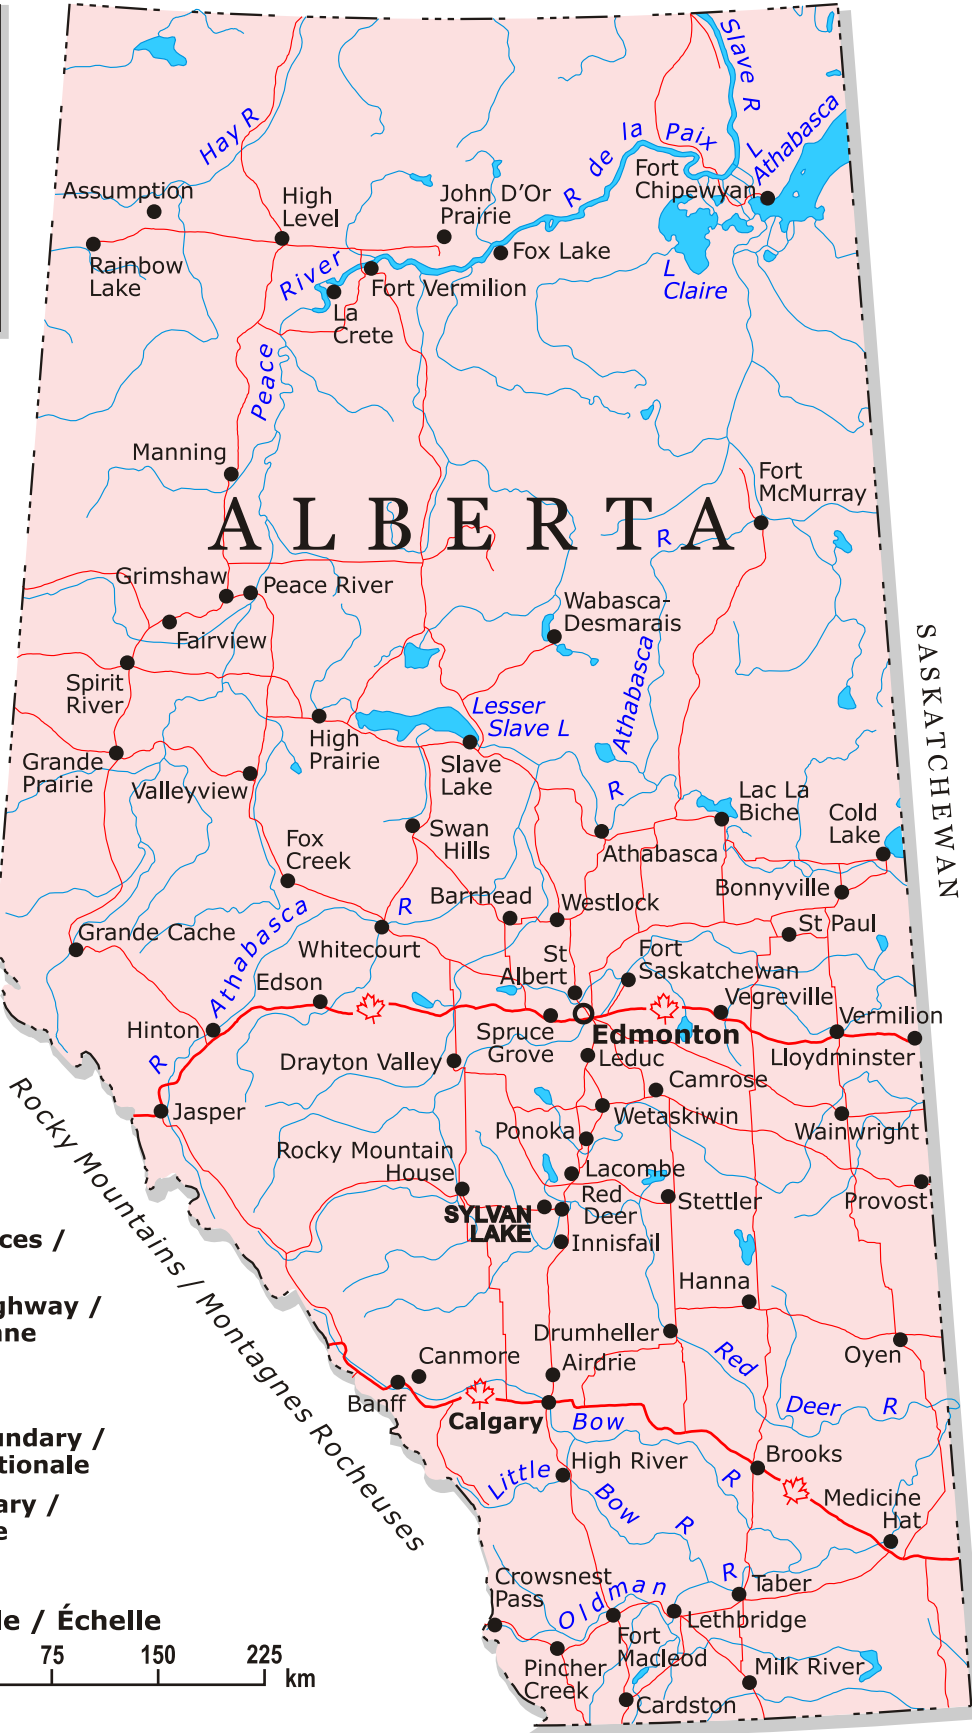 Slave R
Hay R
R de la Paix
L
Athabasca
Assumption
High
Level
John D'Or
Prairie
Fort
Chipewyan
Rainbow
Lake
River
Fox Lake
Fort Vermilion
L
Claire
La
Crete
Peace
Manning
Fort
McMurray
ALBERTA
R
Grimshaw
Peace River
Wabasca-
Desmarais
Fairview
SASKATCHEWAN
Spirit
River
Athabasca
Lesser
Slave L
High
Prairie
Grande
Prairie
Valleyview
Slave
Lake
R
Lac La
Biche
Cold
Lake
Fox
Creek
Swan
Hills
Athabasca
Barrhead
Westlock
Bonnyville
Athabasca
R
Grande Cache
Whitecourt
St Paul
St
Albert
Fort
Saskatchewan
Edson
Vegreville
Vermilion
Hinton
Spruce
Grove
Edmonton
Lloydminster
R
Drayton Valley
Leduc
Camrose
Jasper
Wetaskiwin
Wainwright
Ponoka
Rocky Mountain
House
Lacombe
Red
Deer
Stettler
Provost
SYLVAN
LAKE
Innisfail
Rocky Mountains / Montagnes Rocheuses
ces /
Hanna
ghway /
nne
Drumheller
Oyen
Canmore
Airdrie
Red
Deer R
Banff
Calgary
Bow
undary /
tionale
High River
Brooks
Little
Bow
R
R
ary /
e
Medicine
Hat
Crowsnest
Pass
Oldman
R
Taber
le / Échelle
Lethbridge
Fort
Macleod
75 150 225 km
Pincher
Creek
Milk River
Cardston